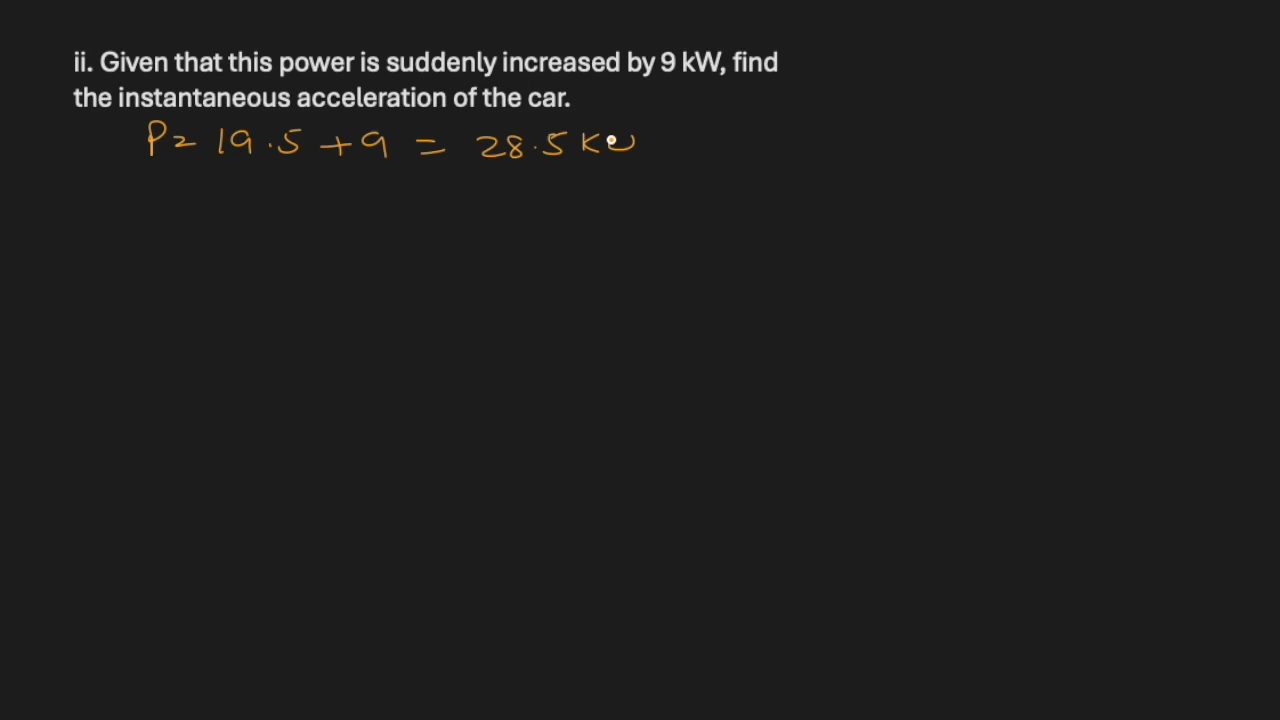 ii. Given that this power is suddenly increased by 9 kW, find
the instantaneous acceleration of the car.
P= 19.5 + 9 = 28.5 KW